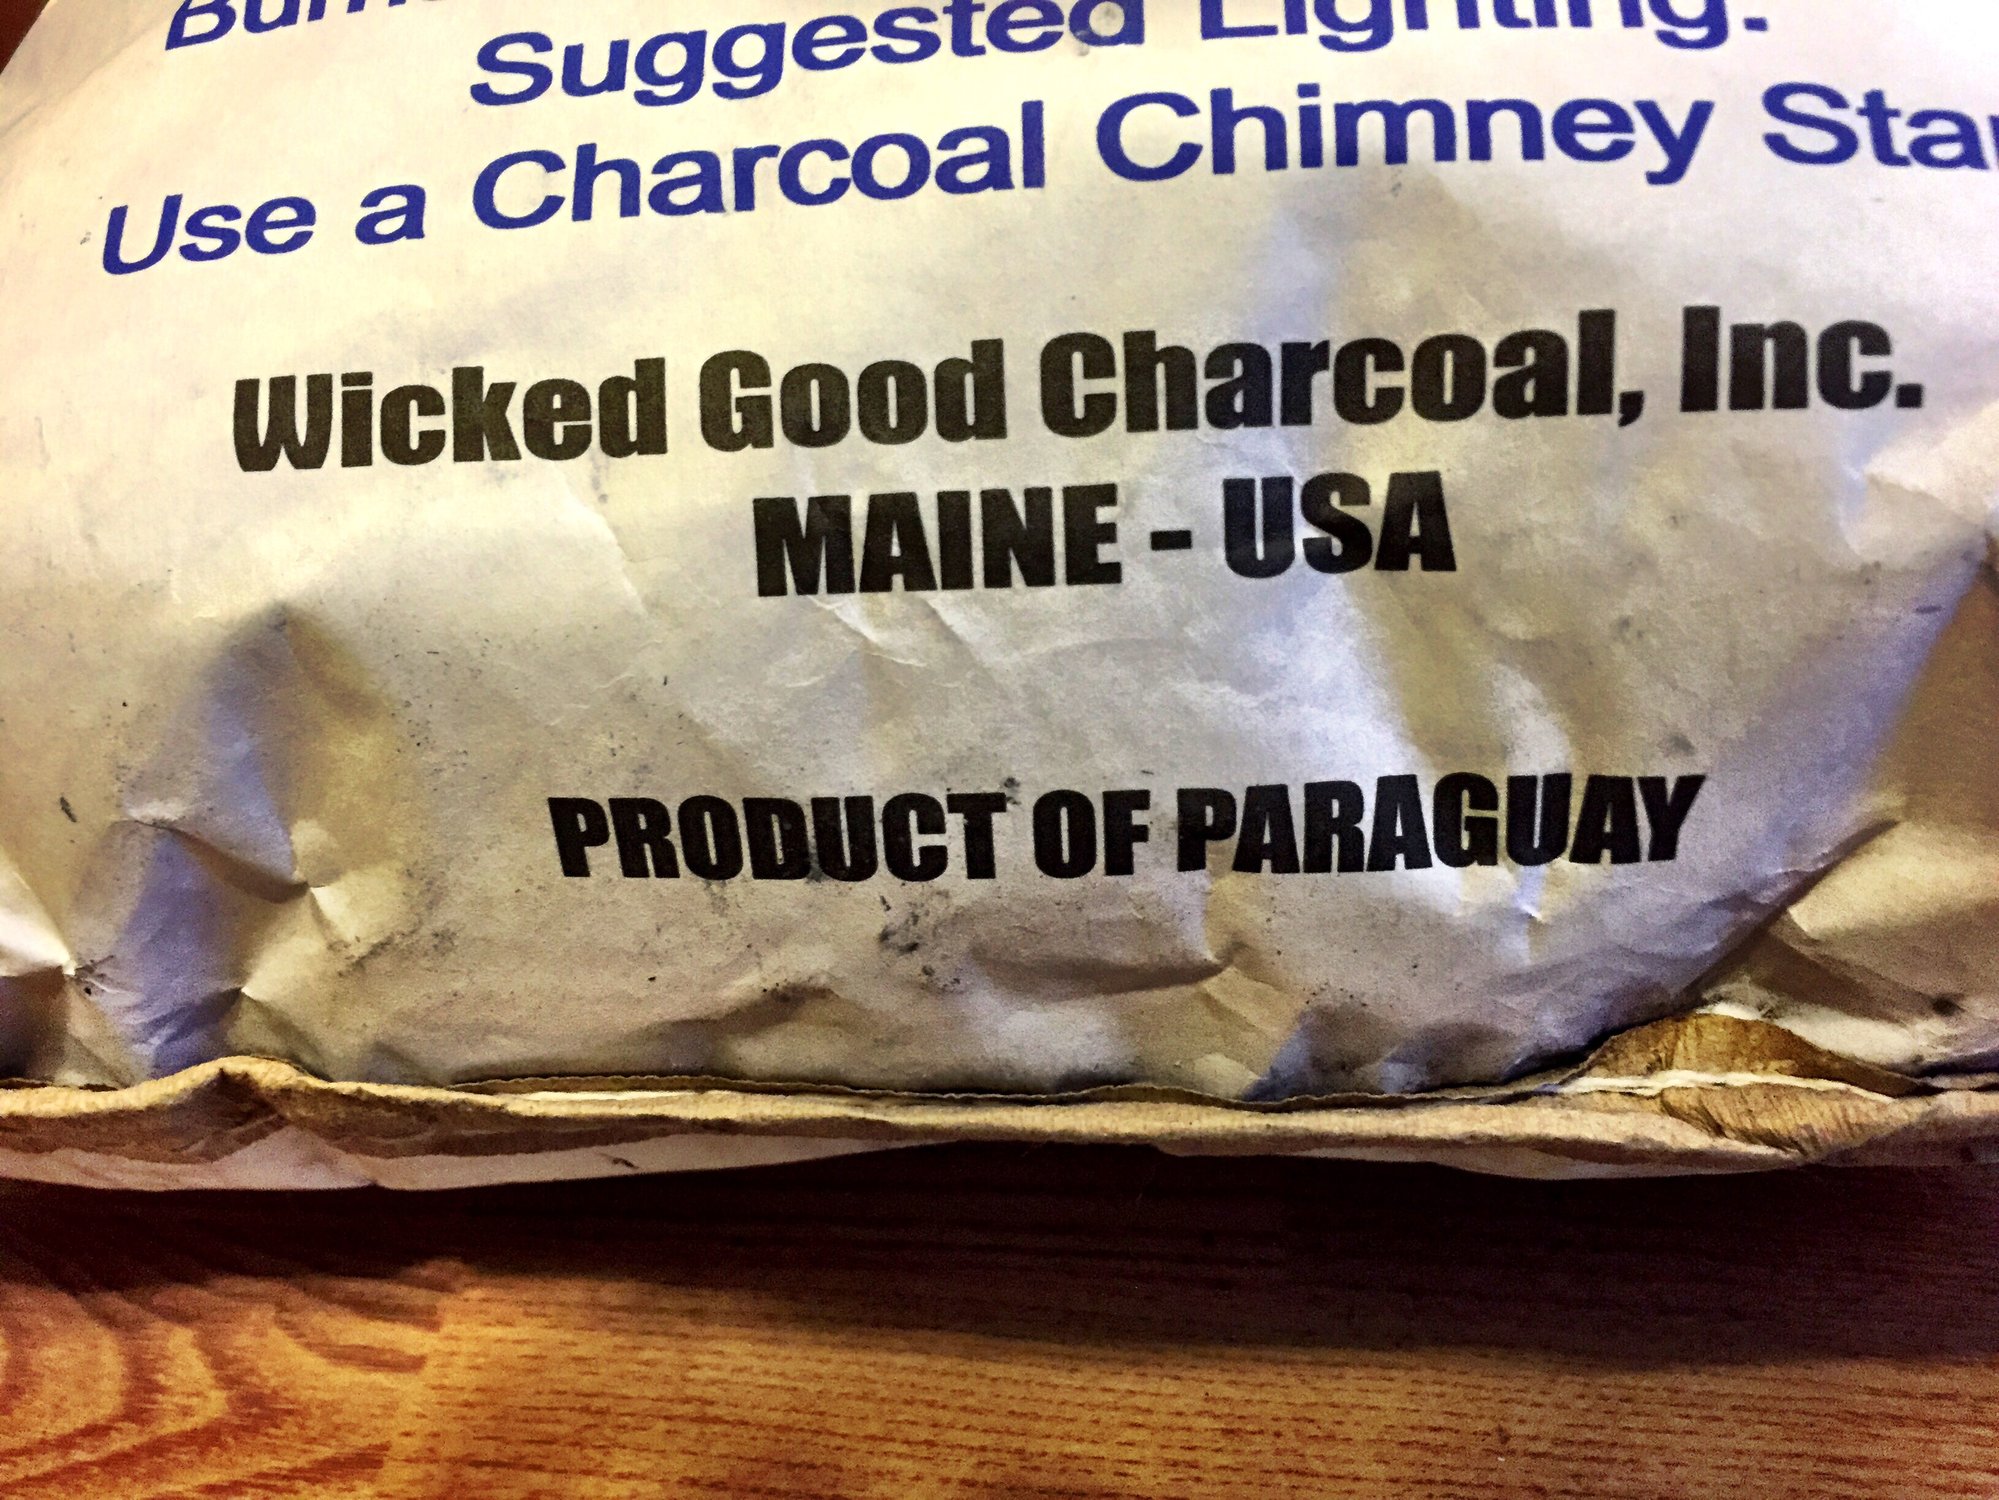 Suggested Lighting:
Use a Charcoal Chimney
Wicked Good Charcoal, Inc.
MAINE - USA
PRODUCT OF PARAGUAY